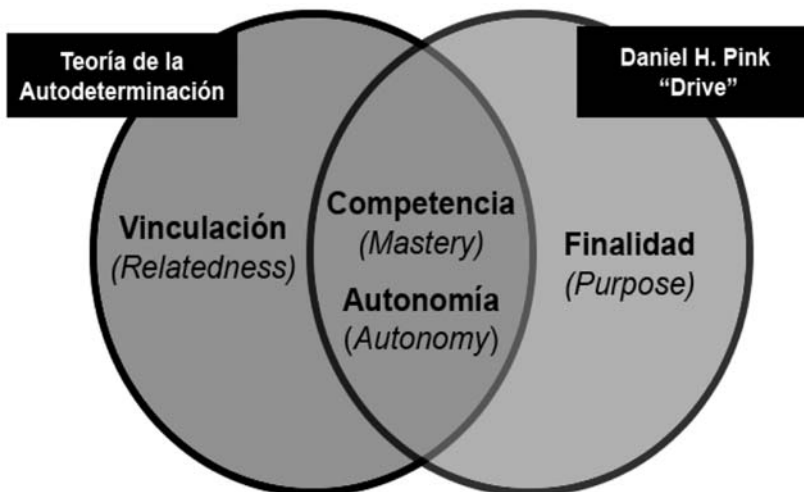 Teoría de la
Autodeterminación
Daniel H. Pink
“Drive”
Vinculación
(Relatedness)
Competencia
(Mastery)
Autonomía
(Autonomy)
Finalidad
(Purpose)